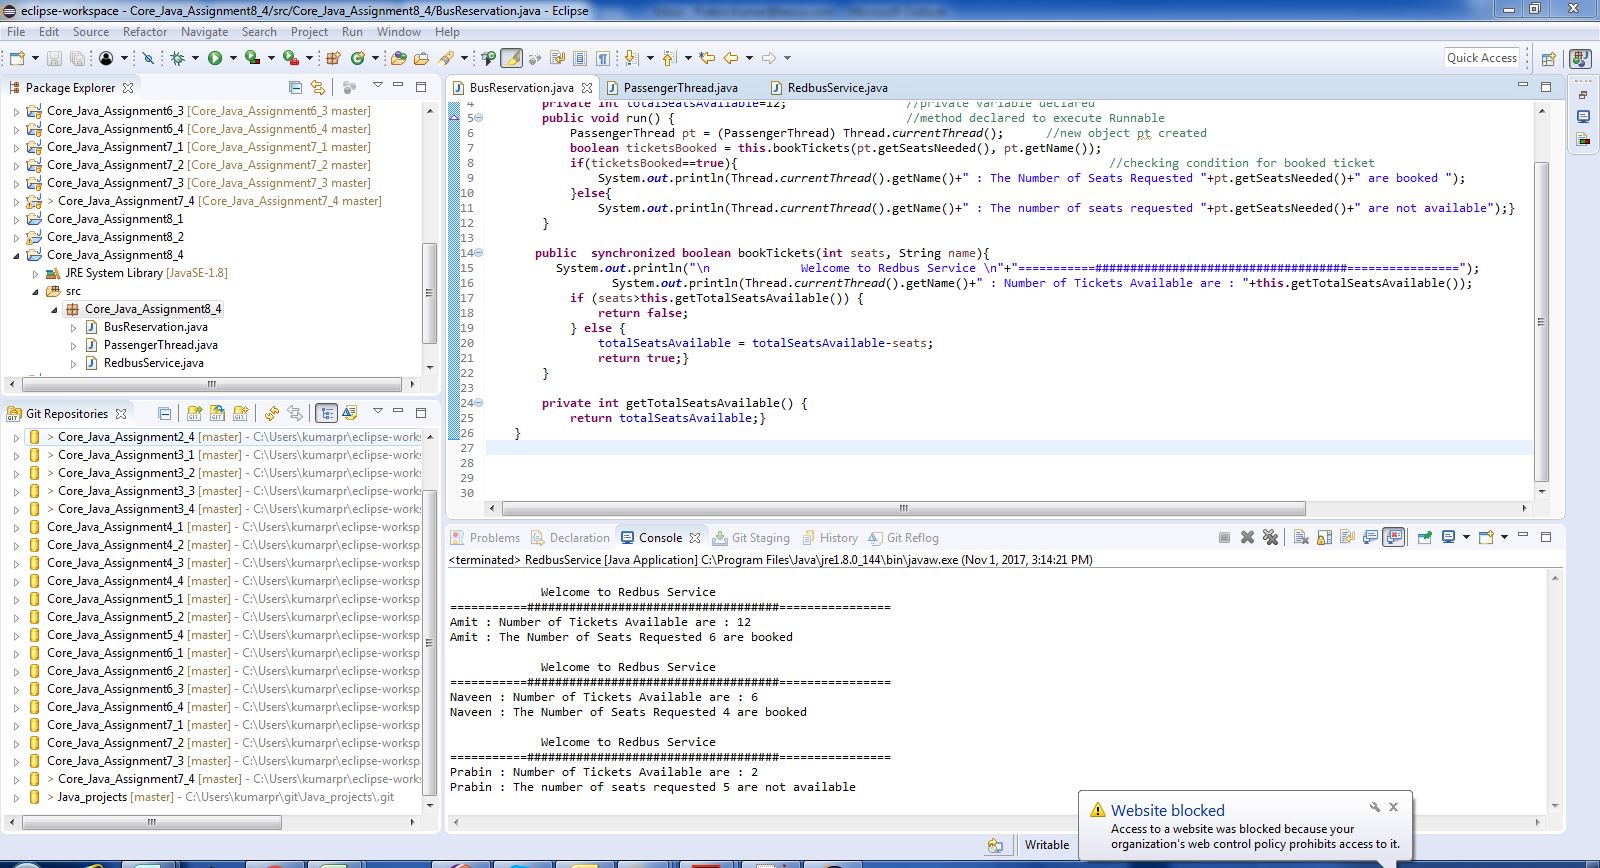 eclipse-workspace - Core_Java_Assignment8_4/src/Core_Java_Assignment8_4/BusReservation.java - Eclipse
File Edit Source Refactor Navigate Search Project Run Window Help
Quick Access
Package Explorer
Core_Java_Assignment6_3 [Core_Java_Assignment6_3 master]
Core_Java_Assignment6_4 [Core_Java_Assignment6_4 master]
Core_Java_Assignment7_1 [Core_Java_Assignment7_1 master]
Core_Java_Assignment7_2 [Core_Java_Assignment7_2 master]
Core_Java_Assignment7_3 [Core_Java_Assignment7_3 master]
> Core_Java_Assignment7_4 [Core_Java_Assignment7_4 master]
Core_Java_Assignment8_1
Core_Java_Assignment8_2
Core_Java_Assignment8_4
JRE System Library [JavaSE-1.8]
src
Core_Java_Assignment8_4
BusReservation.java
PassengerThread.java
RedbusService.java
Git Repositories
> Core_Java_Assignment2_4 [master] - C:\Users\kumarpr\eclipse-works
> Core_Java_Assignment3_1 [master] - C:\Users\kumarpr\eclipse-works
> Core_Java_Assignment3_2 [master] - C:\Users\kumarpr\eclipse-works
> Core_Java_Assignment3_3 [master] - C:\Users\kumarpr\eclipse-works
> Core_Java_Assignment3_4 [master] - C:\Users\kumarpr\eclipse-works
Core_Java_Assignment4_1 [master] - C:\Users\kumarpr\eclipse-worksp
Core_Java_Assignment4_2 [master] - C:\Users\kumarpr\eclipse-worksp
Core_Java_Assignment4_3 [master] - C:\Users\kumarpr\eclipse-worksp
Core_Java_Assignment4_4 [master] - C:\Users\kumarpr\eclipse-worksp
Core_Java_Assignment5_1 [master] - C:\Users\kumarpr\eclipse-worksp
Core_Java_Assignment5_2 [master] - C:\Users\kumarpr\eclipse-worksp
Core_Java_Assignment5_4 [master] - C:\Users\kumarpr\eclipse-worksp
Core_Java_Assignment6_1 [master] - C:\Users\kumarpr\eclipse-worksp
Core_Java_Assignment6_2 [master] - C:\Users\kumarpr\eclipse-worksp
Core_Java_Assignment6_3 [master] - C:\Users\kumarpr\eclipse-worksp
Core_Java_Assignment6_4 [master] - C:\Users\kumarpr\eclipse-worksp
Core_Java_Assignment7_1 [master] - C:\Users\kumarpr\eclipse-worksp
Core_Java_Assignment7_2 [master] - C:\Users\kumarpr\eclipse-worksp
Core_Java_Assignment7_3 [master] - C:\Users\kumarpr\eclipse-worksp
> Core_Java_Assignment7_4 [master] - C:\Users\kumarpr\eclipse-works
> Java_projects [master] - C:\Users\kumarpr\git\Java_projects\.git
BusReservation.java PassengerThread.java RedbusService.java
4 private int totalSeatsAvailable=12; //private variable declared
5 public void run() { //method declared to execute Runnable
6 PassengerThread pt = (PassengerThread) Thread.currentThread(); //new object pt created
7 boolean ticketsBooked = this.bookTickets(pt.getSeatsNeeded(), pt.getName());
8 if(ticketsBooked==true){ //checking condition for booked ticket
9 System.out.println(Thread.currentThread().getName()+" : The Number of Seats Requested "+pt.getSeatsNeeded()+" are booked ");
10 }else{
11 System.out.println(Thread.currentThread().getName()+" : The number of seats requested "+pt.getSeatsNeeded()+" are not available");}
12 }
13
14 public synchronized boolean bookTickets(int seats, String name){
15 System.out.println("\n Welcome to Redbus Service \n"+"===========####################################================");
16 System.out.println(Thread.currentThread().getName()+" : Number of Tickets Available are : "+this.getTotalSeatsAvailable());
17 if (seats>this.getTotalSeatsAvailable()) {
18 return false;
19 } else {
20 totalSeatsAvailable = totalSeatsAvailable-seats;
21 return true;}
22 }
23
24 private int getTotalSeatsAvailable() {
25 return totalSeatsAvailable;}
26 }
27
28
29
30
Problems Declaration Console Git Staging History Git Reflog
<terminated> RedbusService [Java Application] C:\Program Files\Java\jre1.8.0_144\bin\javaw.exe (Nov 1, 2017, 3:14:21 PM)
Welcome to Redbus Service
===========####################################================
Amit : Number of Tickets Available are : 12
Amit : The Number of Seats Requested 6 are booked
Welcome to Redbus Service
===========####################################================
Naveen : Number of Tickets Available are : 6
Naveen : The Number of Seats Requested 4 are booked
Welcome to Redbus Service
===========####################################================
Prabin : Number of Tickets Available are : 2
Prabin : The number of seats requested 5 are not available
Writable
Website blocked
Access to a website was blocked because your
organization's web control policy prohibits access to it.